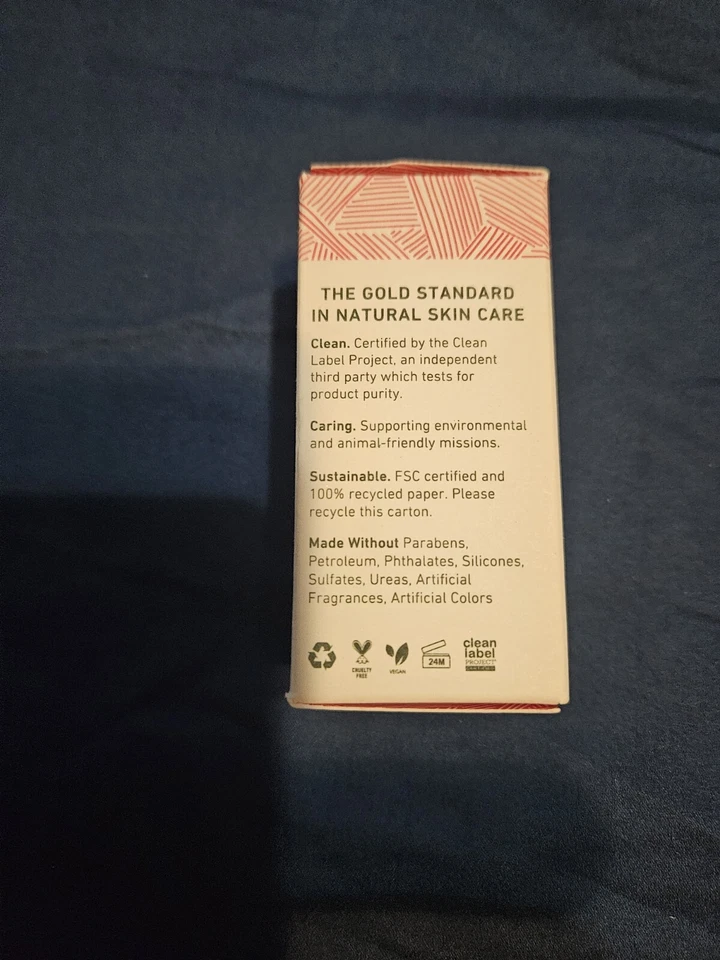 THE GOLD STANDARD
IN NATURAL SKIN CARE
Clean. Certified by the Clean
Label Project, an independent
third party which tests for
product purity.
Caring. Supporting environmental
and animal-friendly missions.
Sustainable. FSC certified and
100% recycled paper. Please
recycle this carton.
Made Without Parabens,
Petroleum, Phthalates, Silicones,
Sulfates, Ureas, Artificial
Fragrances, Artificial Colors
CRUELTY
FREE
VEGAN
24M
clean
label
PROJECT
CERTIFIED